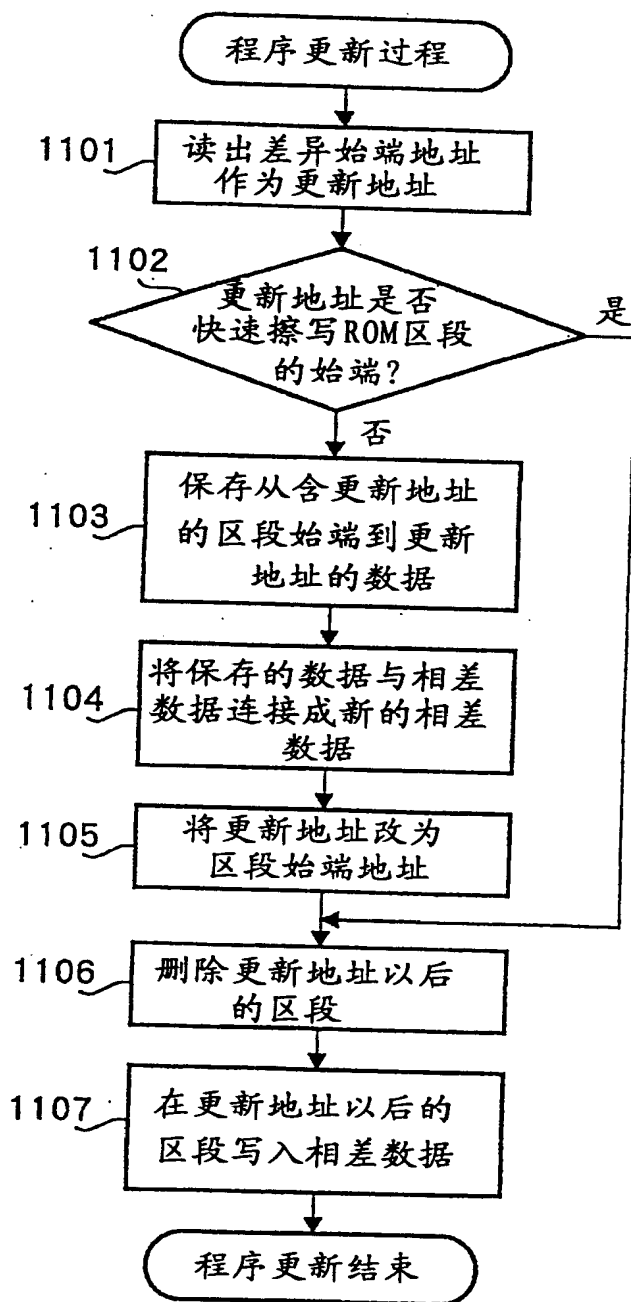 程序更新过程
1101
读出差异始端地址
作为更新地址
1102
更新地址是否
快速擦写ROM区段
的始端?
是
否
1103
保存从含更新地址
的区段始端到更新
地址的数据
1104
将保存的数据与相差
数据连接成新的相差
数据
1105
将更新地址改为
区段始端地址
1106
删除更新地址以后
的区段
1107
在更新地址以后的
区段写入相差数据
程序更新结束